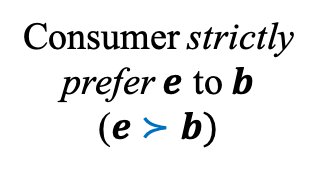 Consumer strictly
prefer e to b
(e ≻ b)